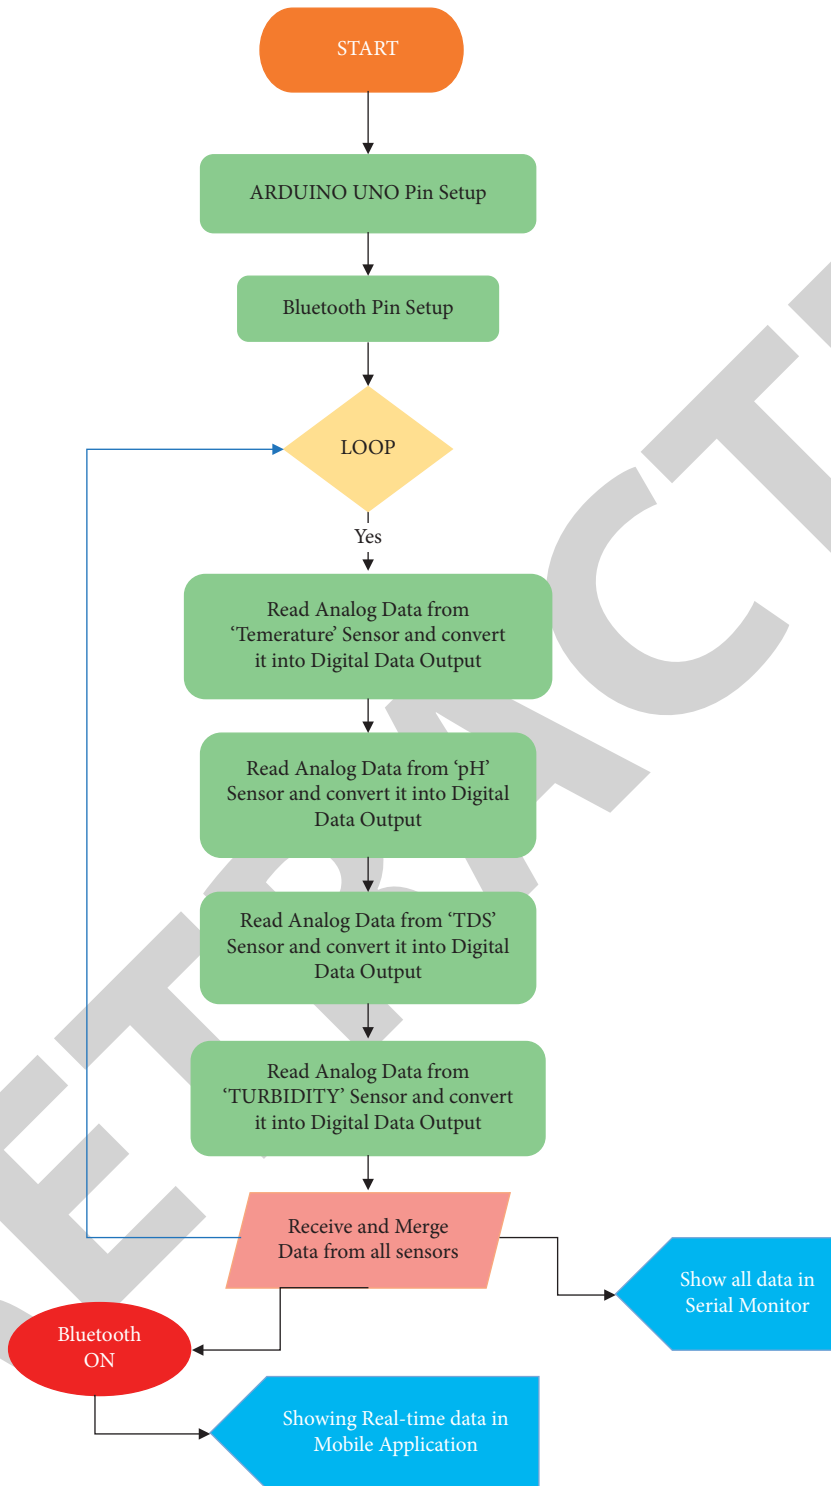 START
ARDUINO UNO Pin Setup
Bluetooth Pin Setup
LOOP
Yes
Read Analog Data from
‘Temerature’ Sensor and convert
it into Digital Data Output
Read Analog Data from ‘pH’
Sensor and convert it into Digital
Data Output
Read Analog Data from ‘TDS’
Sensor and convert it into Digital
Data Output
Read Analog Data from
‘TURBIDITY’ Sensor and convert
it into Digital Data Output
Receive and Merge
Data from all sensors
Show all data in
Serial Monitor
Bluetooth
ON
Showing Real-time data in
Mobile Application